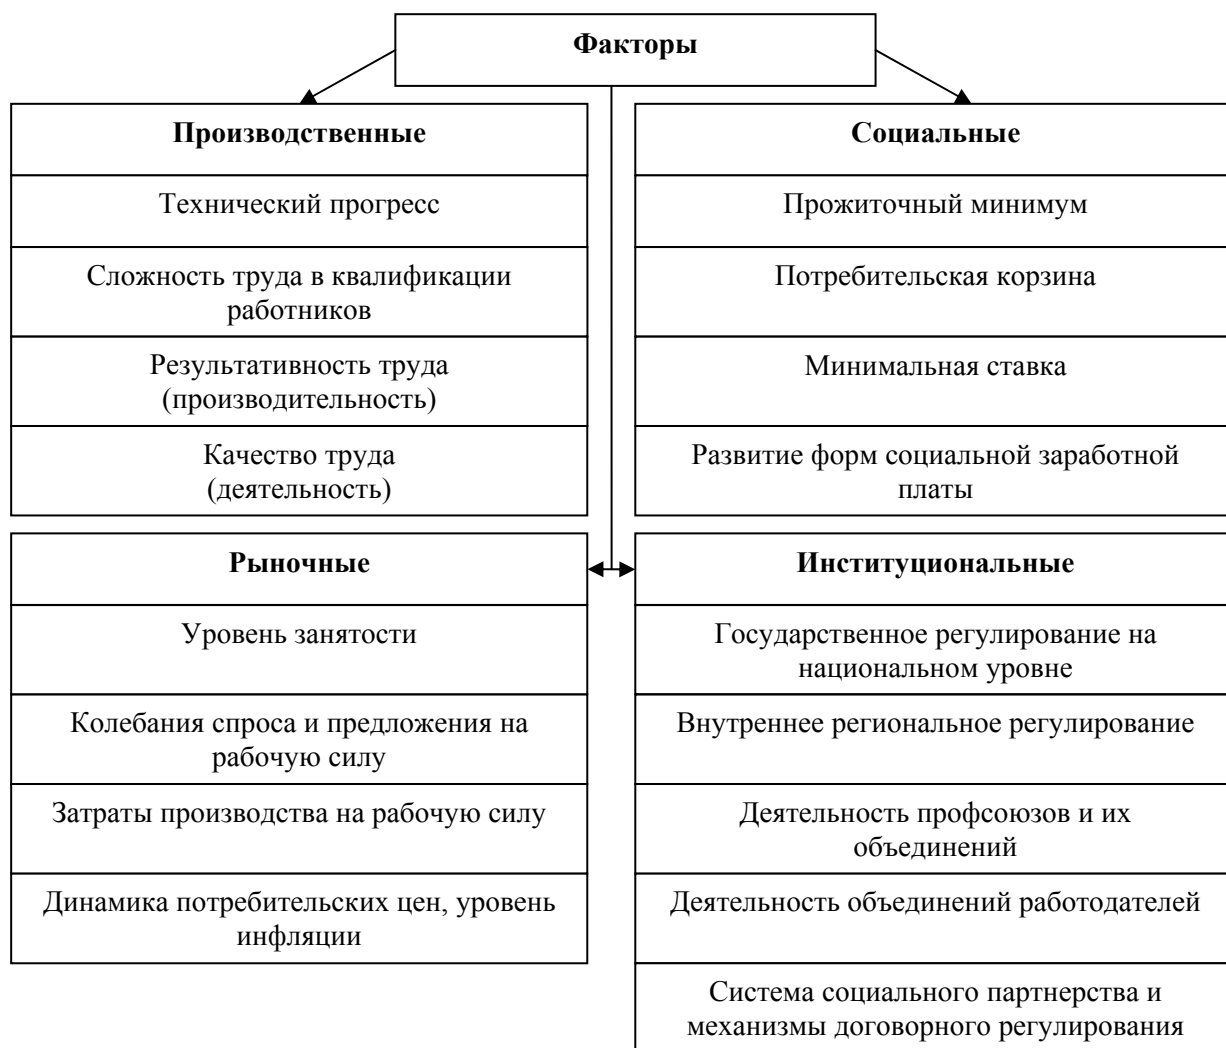 Факторы
Производственные
Технический прогресс
Сложность труда в квалификации
работников
Результативность труда
(производительность)
Качество труда
(деятельность)
Социальные
Прожиточный минимум
Потребительская корзина
Минимальная ставка
Развитие форм социальной заработной
платы
Рыночные
Уровень занятости
Колебания спроса и предложения на
рабочую силу
Затраты производства на рабочую силу
Динамика потребительских цен, уровень
инфляции
Институциональные
Государственное регулирование на
национальном уровне
Внутреннее региональное регулирование
Деятельность профсоюзов и их
объединений
Деятельность объединений работодателей
Система социального партнерства и
механизмы договорного регулирования